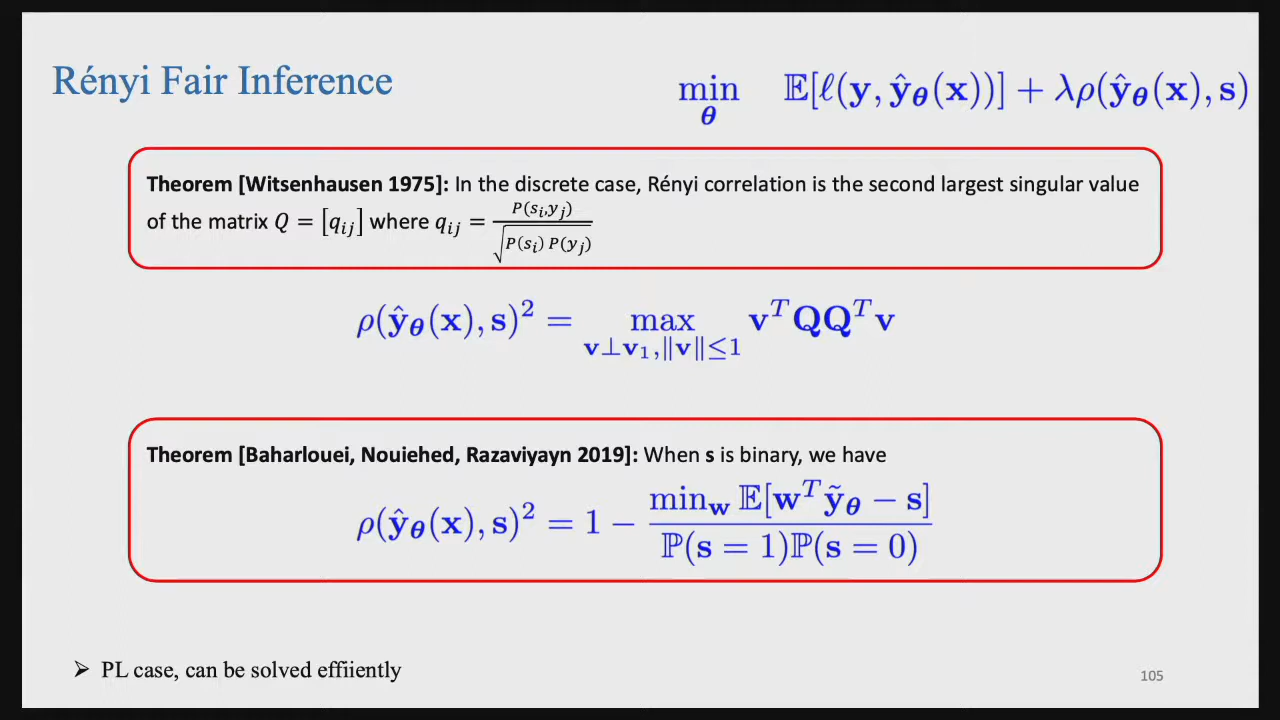 Rényi Fair Inference
min_θ 𝔼[ℓ(y, ŷ_θ(x))] + λρ(ŷ_θ(x), s)
Theorem [Witsenhausen 1975]: In the discrete case, Rényi correlation is the second largest singular value
of the matrix Q = [q_ij] where q_ij = P(s_i,y_j) / √(P(s_i) P(y_j))
ρ(ŷ_θ(x), s)² = max_{v⊥v₁,‖v‖≤1} v^T QQ^T v
Theorem [Baharlouei, Nouiehed, Razaviyayn 2019]: When s is binary, we have
ρ(ŷ_θ(x), s)² = 1 − min_w 𝔼[w^T ỹ_θ − s] / ℙ(s = 1)ℙ(s = 0)
➢ PL case, can be solved effiiently
105